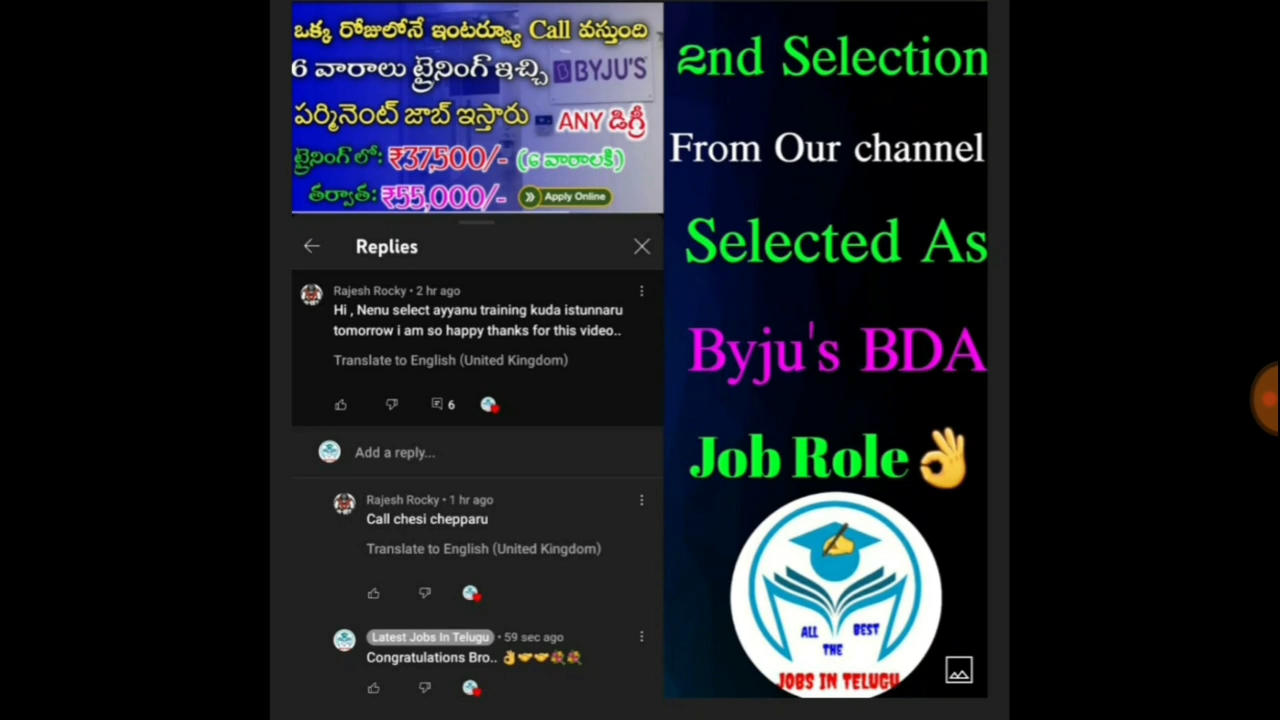 ఒక్క రోజులోనే ఇంటర్వ్యూ Call వస్తుంది
6 వారాలు ట్రైనింగ్ ఇచ్చి BYJU'S
పర్మినెంట్ జాబ్ ఇస్తారు ANY డిగ్రీ
ట్రైనింగ్ లో: ₹37,500/- (6 వారాలకి)
తర్వాత: ₹55,000/- Apply Online
Replies
Rajesh Rocky • 2 hr ago
Hi , Nenu select ayyanu training kuda istunnaru
tomorrow i am so happy thanks for this video..
Translate to English (United Kingdom)
6
Add a reply...
Rajesh Rocky • 1 hr ago
Call chesi chepparu
Translate to English (United Kingdom)
Latest Jobs In Telugu • 59 sec ago
Congratulations Bro.. 👌🤝🤝💐💐
2nd Selection
From Our channel
Selected As
Byju's BDA
Job Role👌
ALL BEST
THE
JOBS IN TELUGU